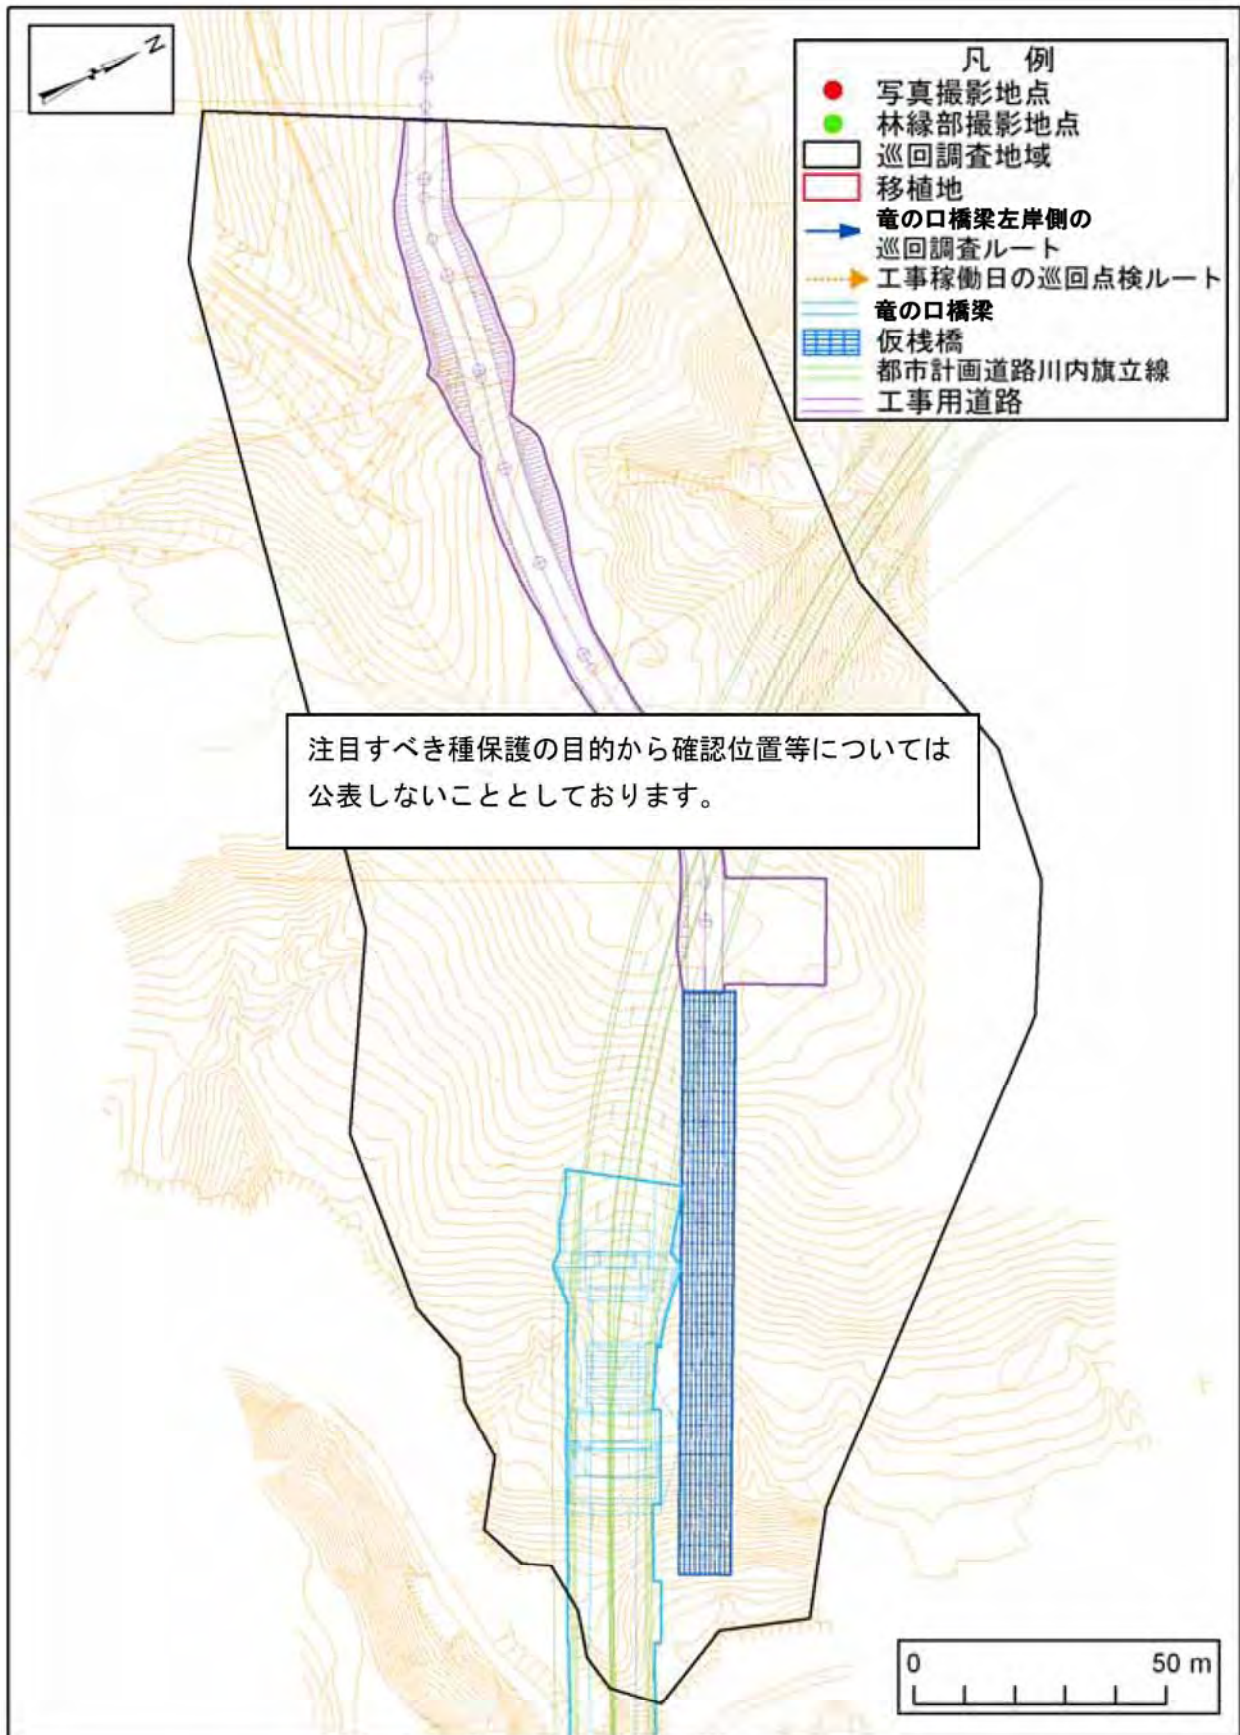 N
凡 例
写真撮影地点
林縁部撮影地点
巡回調査地域
移植地
竜の口橋梁左岸側の
巡回調査ルート
工事稼働日の巡回点検ルート
竜の口橋梁
仮桟橋
都市計画道路川内旗立線
工事用道路
注目すべき種保護の目的から確認位置等については
公表しないこととしております。
0 50 m